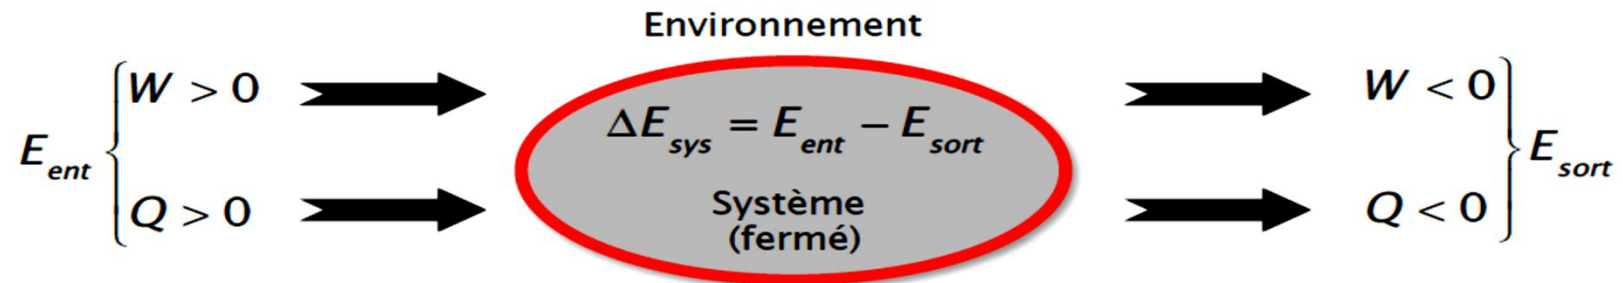 Environnement
E_ent { W > 0
Q > 0
ΔE_sys = E_ent − E_sort
Système
(fermé)
W < 0
Q < 0 } E_sort